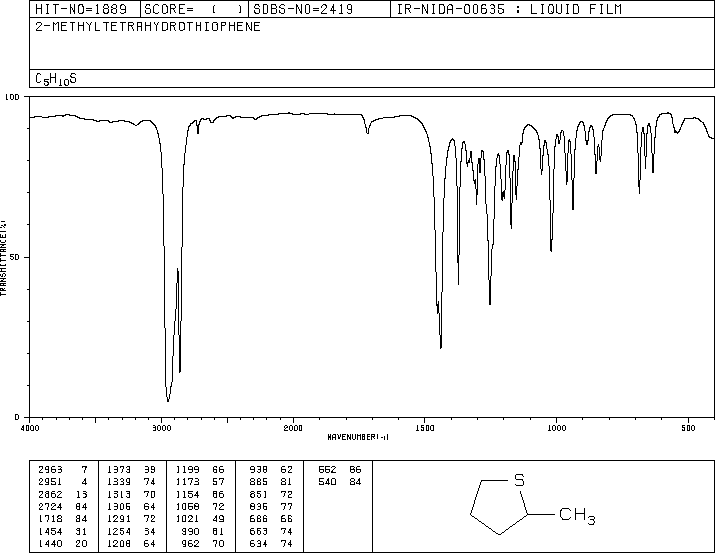 HIT-NO=1889 SCORE= ( ) SDBS-NO=2419 IR-NIDA-00635 : LIQUID FILM
2-METHYLTETRAHYDROTHIOPHENE
C5H10S
100
TRANSMITTANCE(%)
50
0
4000 3000 2000 1500 1000 500
WAVENUMBER(-1)
2963 7 1373 39 1199 66 938 62 662 86
2951 4 1339 74 1173 57 885 81 540 84
2862 13 1313 70 1154 66 851 72
2724 84 1306 64 1058 72 836 77
1718 84 1291 72 1021 49 686 66
1454 31 1254 34 990 81 663 74
1440 20 1208 64 962 70 634 74
S
CH3